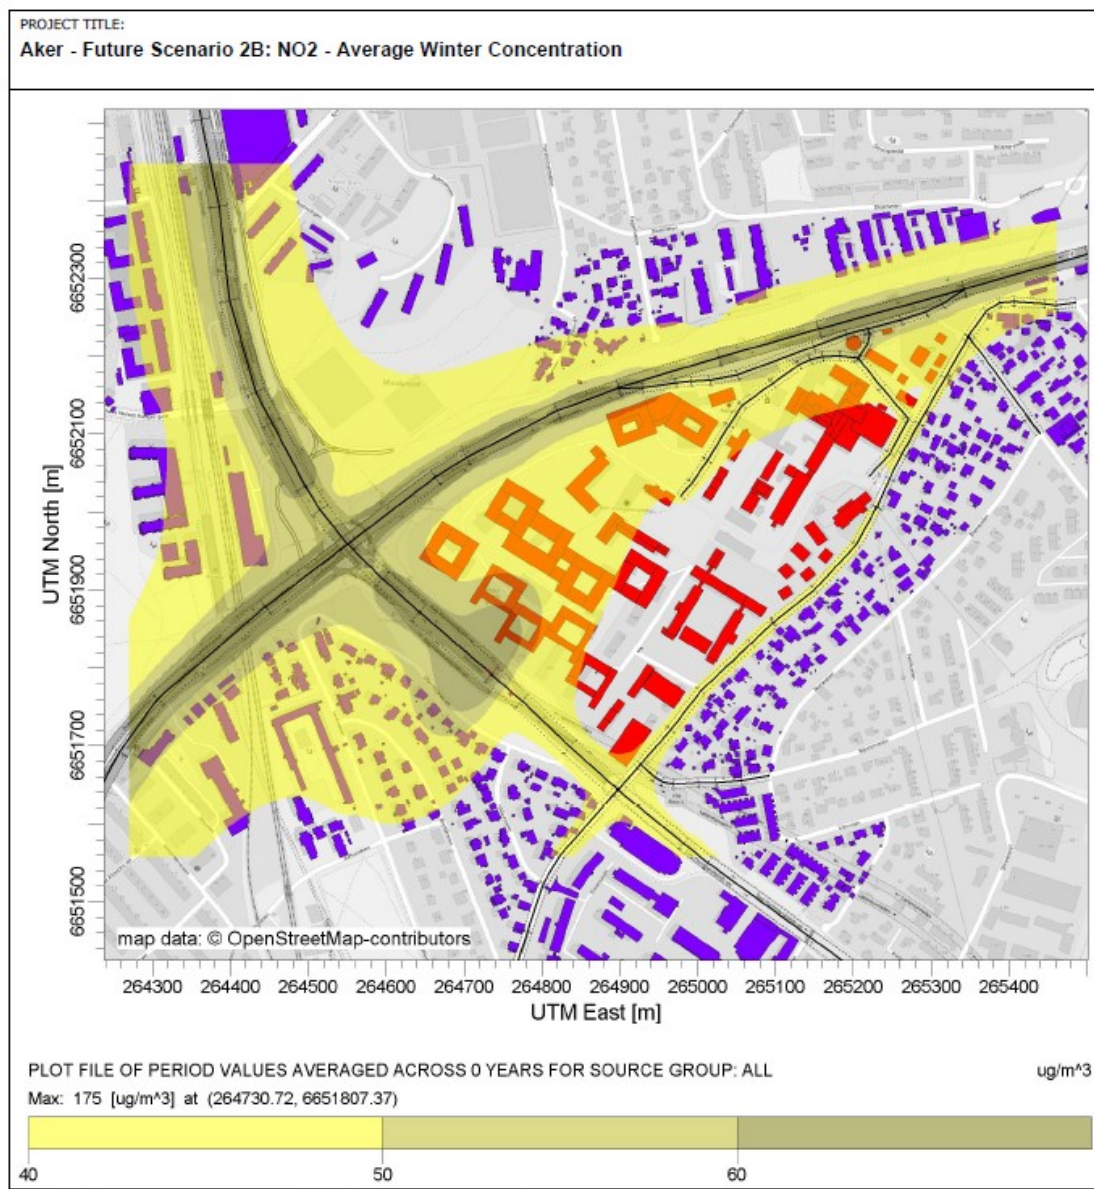 PROJECT TITLE:
Aker - Future Scenario 2B: NO2 - Average Winter Concentration
UTM North [m]
6652300
6652100
6651900
6651700
6651500
map data: © OpenStreetMap-contributors
264300 264400 264500 264600 264700 264800 264900 265000 265100 265200 265300 265400
UTM East [m]
PLOT FILE OF PERIOD VALUES AVERAGED ACROSS 0 YEARS FOR SOURCE GROUP: ALL ug/m^3
Max: 175 [ug/m^3] at (264730.72, 6651807.37)
40 50 60